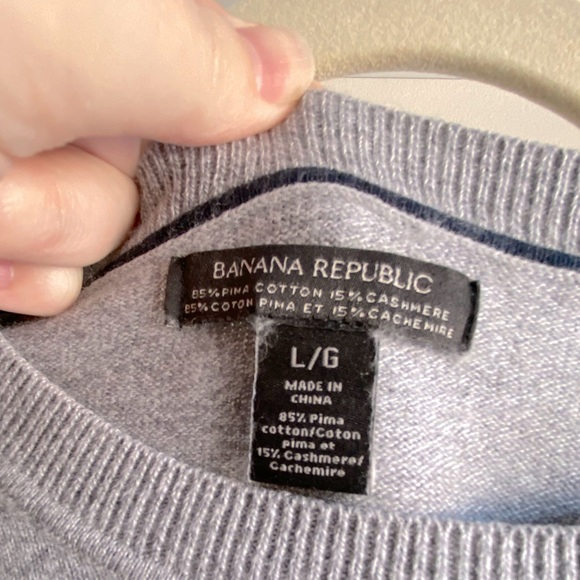 BANANA REPUBLIC
85% PIMA COTTON 15% CASHMERE
85% COTON PIMA ET 15% CACHEMIRE
L/G
MADE IN
CHINA
85% Pima
cotton/Coton
pima et
15% Cashmere/
Cachemire